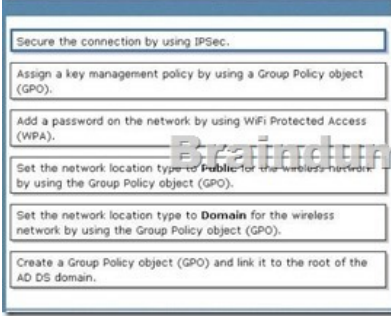 Secure the connection by using IPSec.
Assign a key management policy by using a Group Policy object
(GPO).
Add a password on the network by using WiFi Protected Access
(WPA).
Braindun
Set the network location type to Public for the wireless network
by using the Group Policy object (GPO).
Set the network location type to Domain for the wireless
network by using the Group Policy object (GPO).
Create a Group Policy object (GPO) and link it to the root of the
AD DS domain.